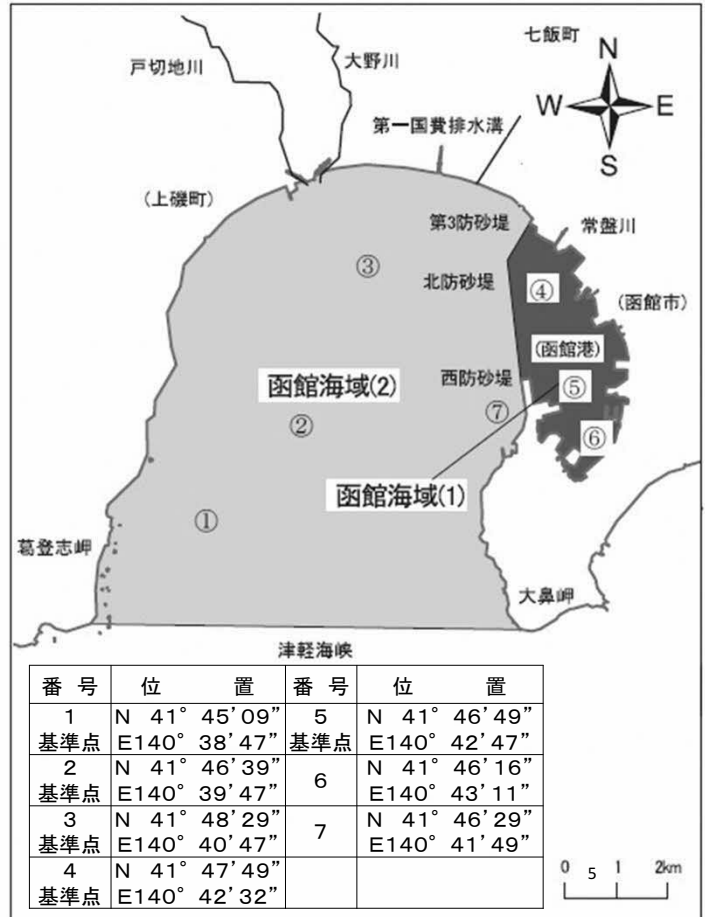 七飯町
戸切地川
大野川
N
W
E
S
第一国費排水溝
(上磯町)
第3防砂堤
常盤川
③
北防砂堤
④
(函館市)
(函館港)
函館海域(2)
西防砂堤
⑤
⑦
②
⑥
函館海域(1)
①
葛登志岬
大鼻岬
津軽海峡
番 号 位 置 番 号 位 置
1 N 41° 45’09” 5 N 41° 46’49”
基準点 E140° 38’47” 基準点 E140° 42’47”
2 N 41° 46’39” 6 N 41° 46’16”
基準点 E140° 39’47” E140° 43’11”
3 N 41° 48’29” 7 N 41° 46’29”
基準点 E140° 40’47” E140° 41’49”
4 N 41° 47’49”
基準点 E140° 42’32”
0 5 1 2km